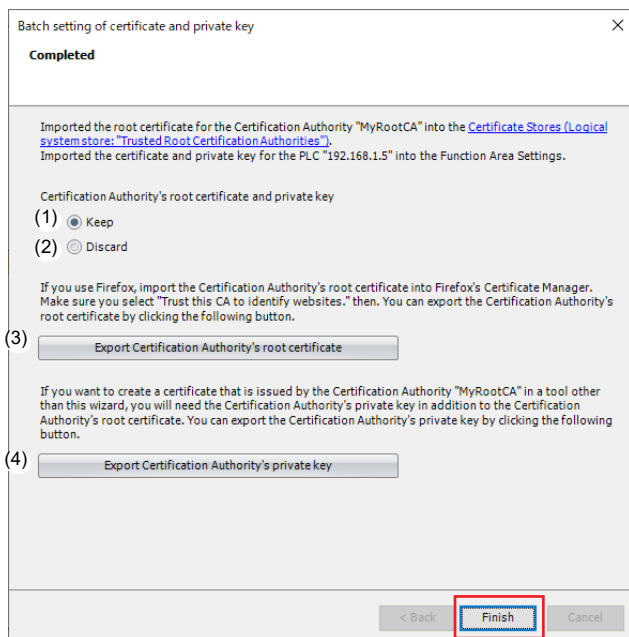 Batch setting of certificate and private key
Completed
Imported the root certificate for the Certification Authority "MyRootCA" into the Certificate Stores (Logical
system store: "Trusted Root Certification Authorities").
Imported the certificate and private key for the PLC "192.168.1.5" into the Function Area Settings.
Certification Authority's root certificate and private key
(1) Keep
(2) Discard
If you use Firefox, import the Certification Authority's root certificate into Firefox's Certificate Manager.
Make sure you select "Trust this CA to identify websites." then. You can export the Certification Authority's
root certificate by clicking the following button.
(3) Export Certification Authority's root certificate
If you want to create a certificate that is issued by the Certification Authority "MyRootCA" in a tool other
than this wizard, you will need the Certification Authority's private key in addition to the Certification
Authority's root certificate. You can export the Certification Authority's private key by clicking the following
button.
(4) Export Certification Authority's private key
< Back Finish Cancel